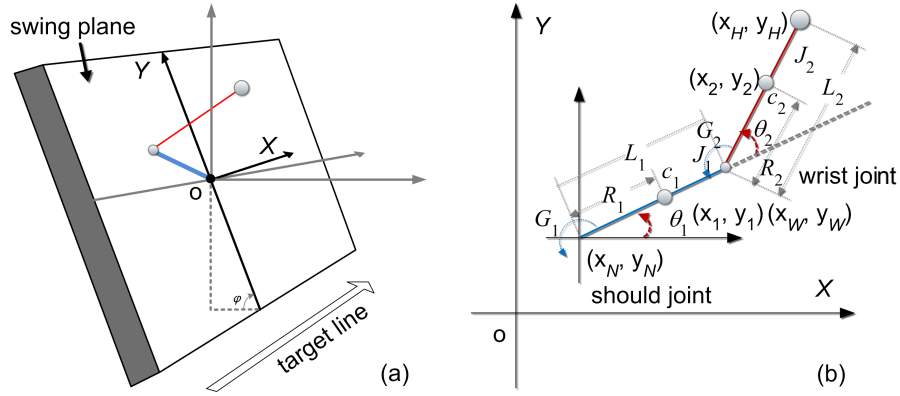 swing plane
Y
X
o
φ
target line
(a)
Y
(x_H, y_H)
J_2
(x_2, y_2)
c_2
L_2
G_2
θ_2
L_1
J_1
R_2
c_1
R_1
wrist joint
G_1
θ_1
(x_1, y_1)
(x_W, y_W)
(x_N, y_N)
should joint
X
o
(b)